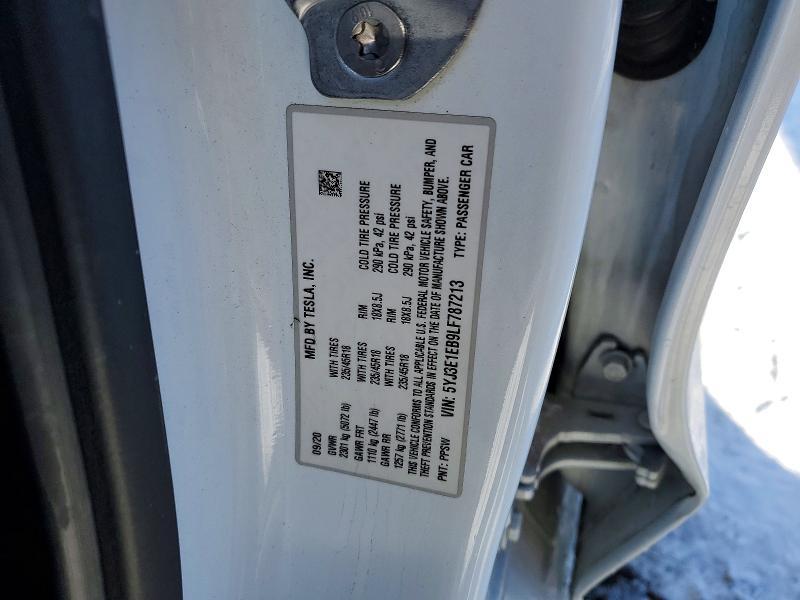 MFD BY TESLA, INC.
09/20
GVWR WITH TIRES RIM COLD TIRE PRESSURE
2301 kg (5072 lb) 235/45R18 18X8.5J 290 kPa, 42 psi
GAWR FRT WITH TIRES RIM COLD TIRE PRESSURE
1110 kg (2447 lb) 235/45R18 18X8.5J 290 kPa, 42 psi
GAWR RR WITH TIRES
1257 kg (2771 lb) 235/45R18
THIS VEHICLE CONFORMS TO ALL APPLICABLE U.S. FEDERAL MOTOR VEHICLE SAFETY, BUMPER, AND
THEFT PREVENTION STANDARDS IN EFFECT ON THE DATE OF MANUFACTURE SHOWN ABOVE.
PNT: PPSW VIN: 5YJ3E1EB9LF787213 TYPE: PASSENGER CAR